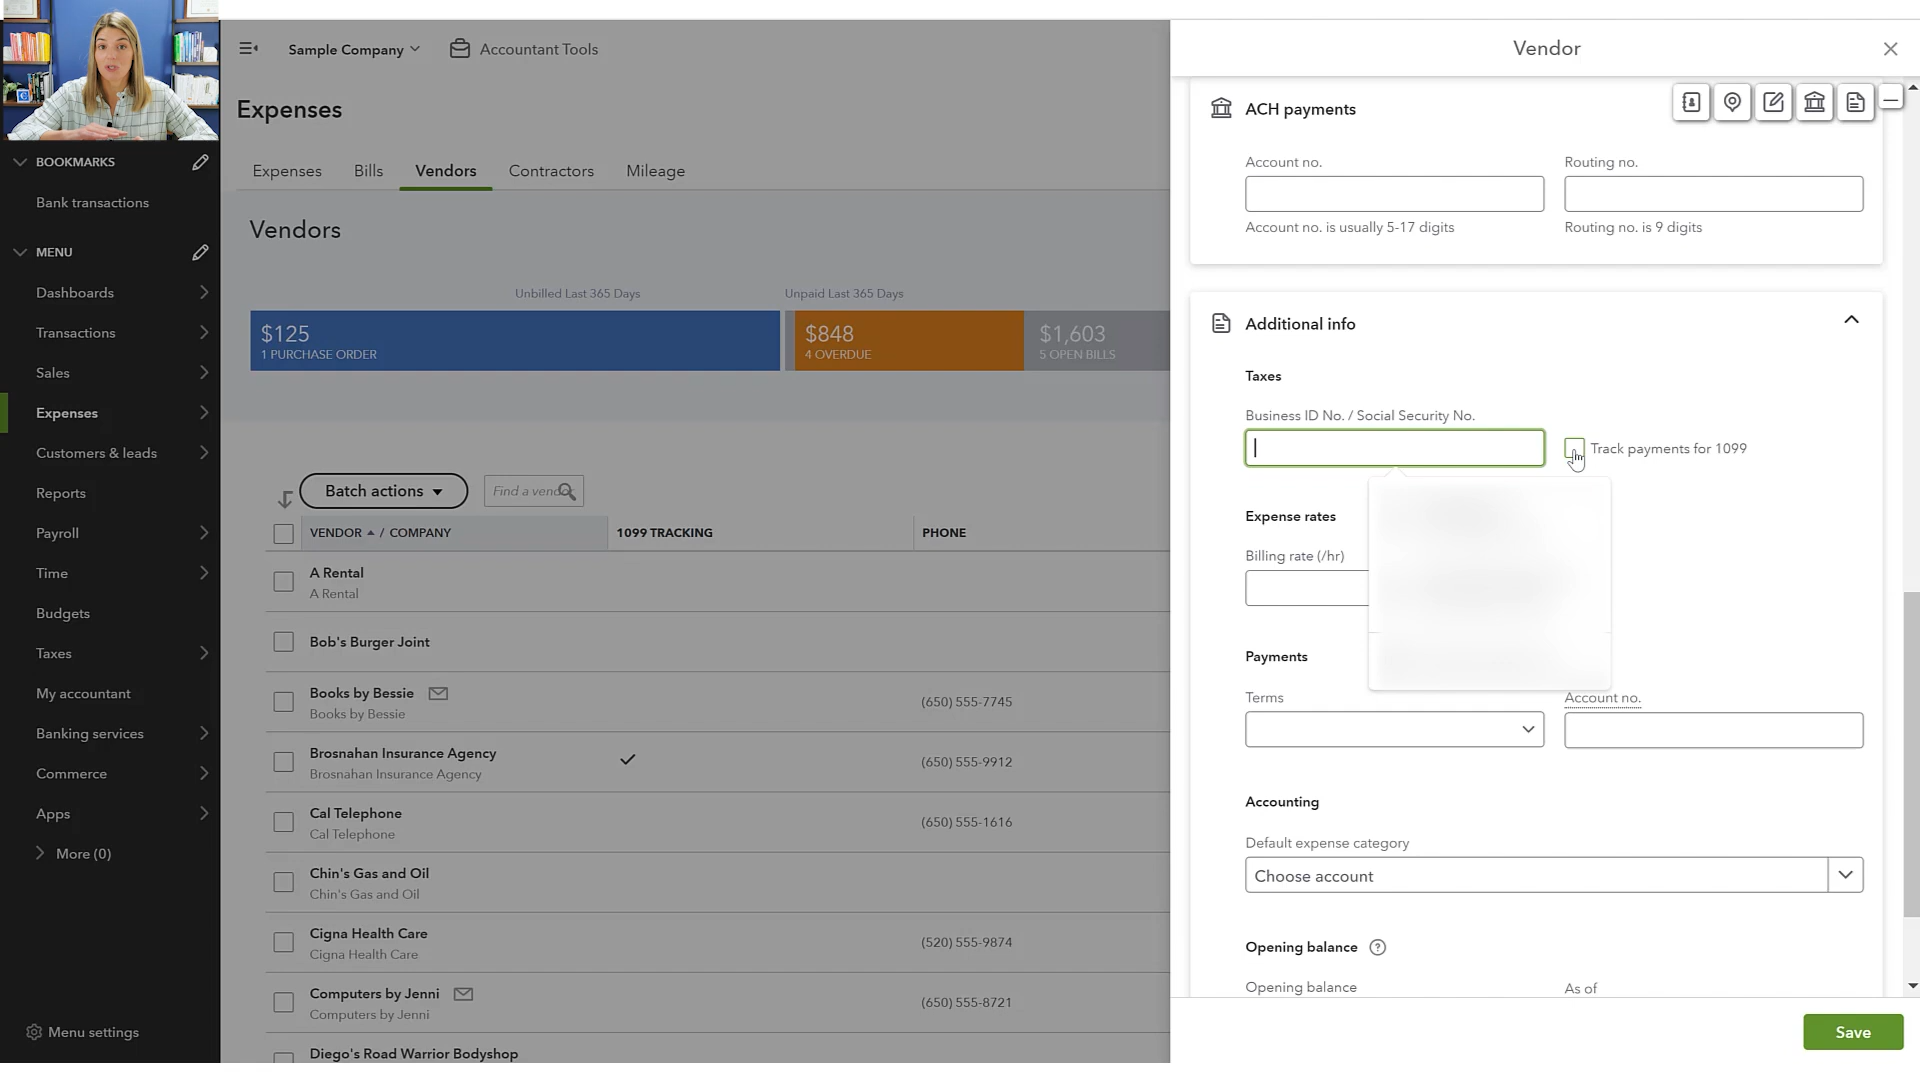 Sample Company
Accountant Tools
Vendor
Expenses
Expenses
Bills
Vendors
Contractors
Mileage
BOOKMARKS
Bank transactions
MENU
Dashboards
Transactions
Sales
Expenses
Customers & leads
Reports
Payroll
Time
Budgets
Taxes
My accountant
Banking services
Commerce
Apps
More (0)
Menu settings
Vendors
Unbilled Last 365 Days
Unpaid Last 365 Days
$125
1 PURCHASE ORDER
$848
4 OVERDUE
$1,603
5 OPEN BILLS
Batch actions
Find a vendor
VENDOR / COMPANY
1099 TRACKING
PHONE
A Rental
A Rental
Bob's Burger Joint
Books by Bessie
Books by Bessie
(650) 555-7745
Brosnahan Insurance Agency
Brosnahan Insurance Agency
(650) 555-9912
Cal Telephone
Cal Telephone
(650) 555-1616
Chin's Gas and Oil
Chin's Gas and Oil
Cigna Health Care
Cigna Health Care
(520) 555-9874
Computers by Jenni
Computers by Jenni
(650) 555-8721
Diego's Road Warrior Bodyshop
ACH payments
Account no.
Routing no.
Account no. is usually 5-17 digits
Routing no. is 9 digits
Additional info
Taxes
Business ID No. / Social Security No.
Track payments for 1099
Expense rates
Billing rate (/hr)
Payments
Terms
Account no.
Accounting
Default expense category
Choose account
Opening balance
Opening balance
As of
Save